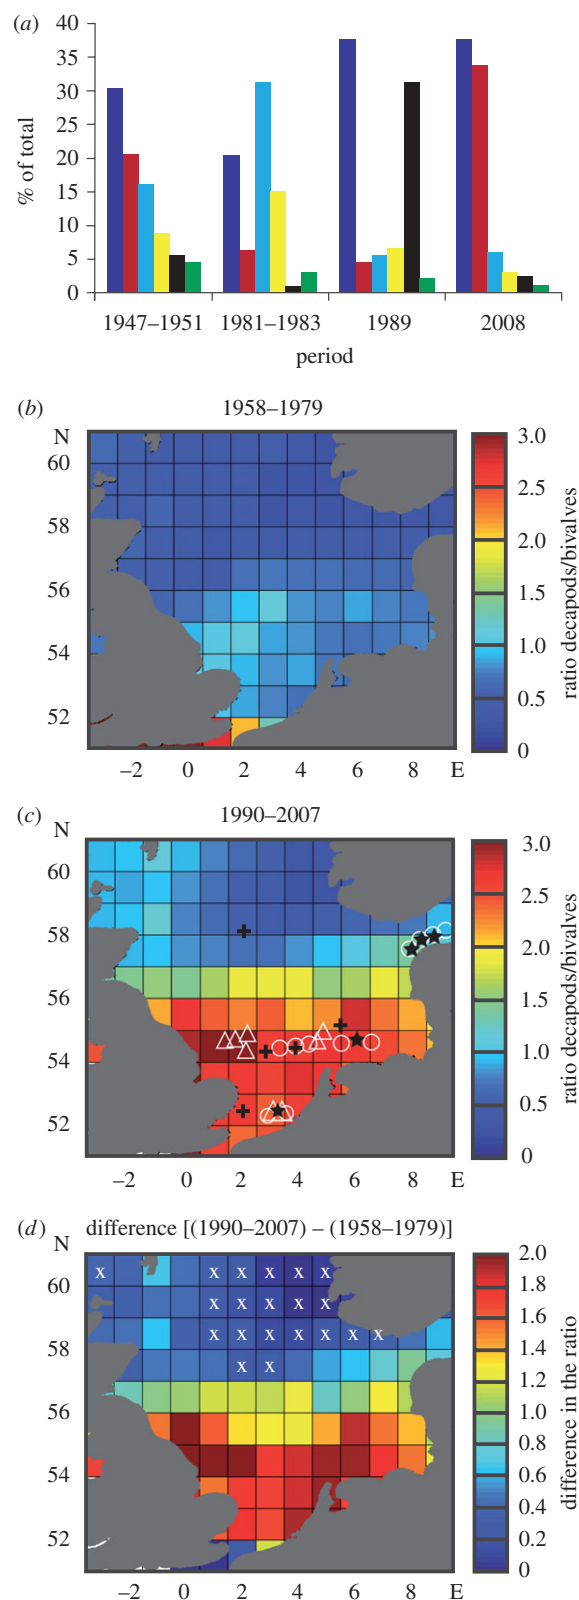 (a)
40
35
30
25
20
15
10
5
0
% of total
1947–1951 1981–1983 1989 2008
period
(b) 1958–1979
N
60
58
56
54
52
–2 0 2 4 6 8 E
3.0
2.5
2.0
1.5
1.0
0.5
0
ratio decapods/bivalves
(c) 1990–2007
N
60
58
56
54
52
–2 0 2 4 6 8 E
3.0
2.5
2.0
1.5
1.0
0.5
0
ratio decapods/bivalves
(d) difference [(1990–2007) – (1958–1979)]
N
60
58
56
54
52
x x x x x x
x x x x x
x x x x x x x
x x
–2 0 2 4 6 8 E
2.0
1.8
1.6
1.4
1.2
1.0
0.8
0.6
0.4
0.2
0
difference in the ratio